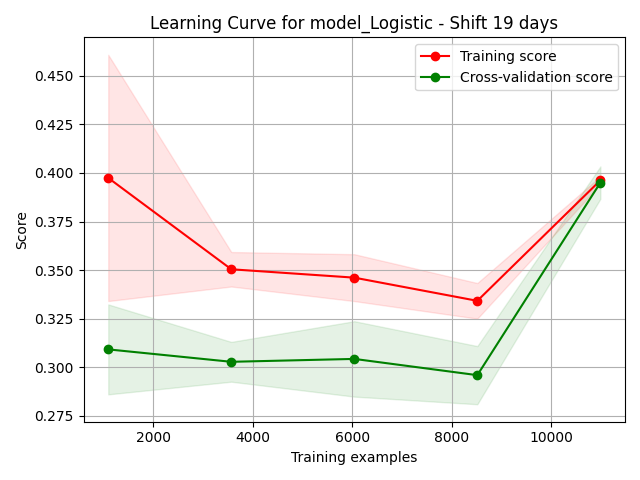 Learning Curve for model_Logistic - Shift 19 days
Training score
Cross-validation score
0.450
0.425
0.400
0.375
0.350
0.325
0.300
0.275
Score
2000 4000 6000 8000 10000
Training examples